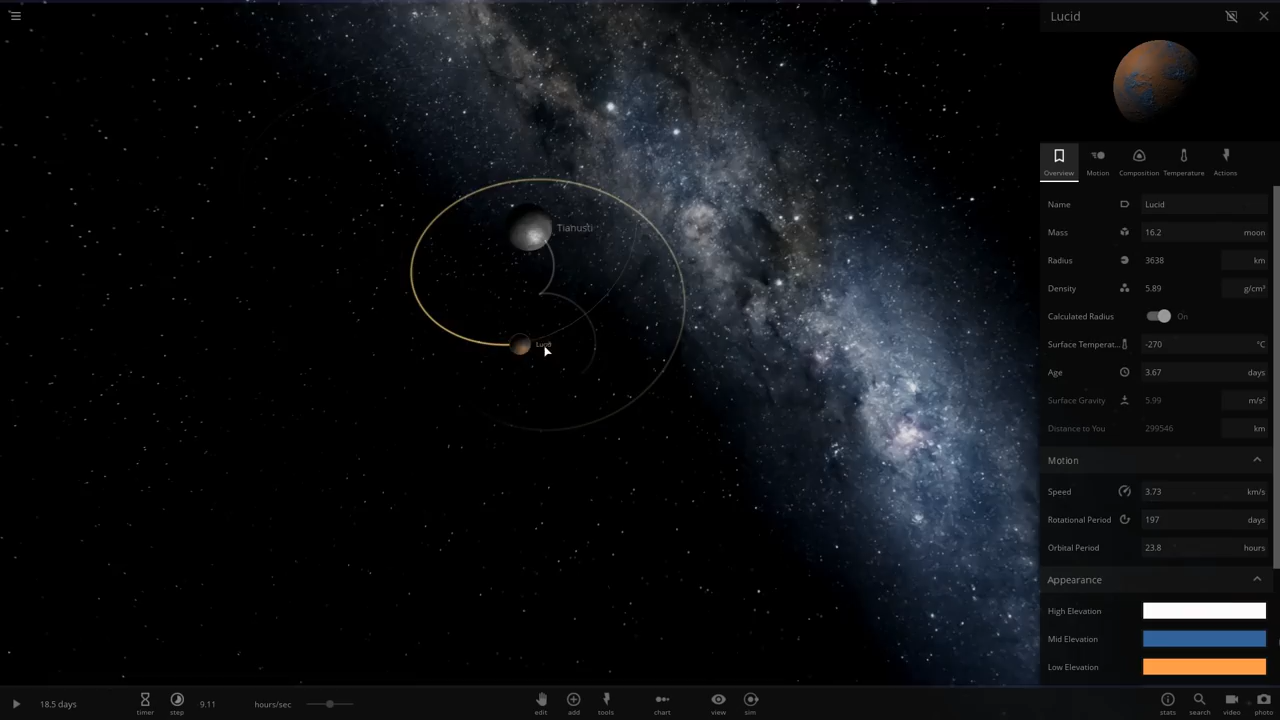 Lucid
Overview Motion Composition Temperature Actions
Name Lucid
Mass 16.2 moon
Radius 3638 km
Density 5.89 g/cm³
Calculated Radius On
Surface Temperat... -270 °C
Age 3.67 days
Surface Gravity 5.99 m/s²
Distance to You 299546 km
Motion
Speed 3.73 km/s
Rotational Period 197 days
Orbital Period 23.8 hours
Appearance
High Elevation
Mid Elevation
Low Elevation
Tianusti
Lucid
18.5 days timer step 9.11 hours/sec edit add tools chart view sim stats search video photo